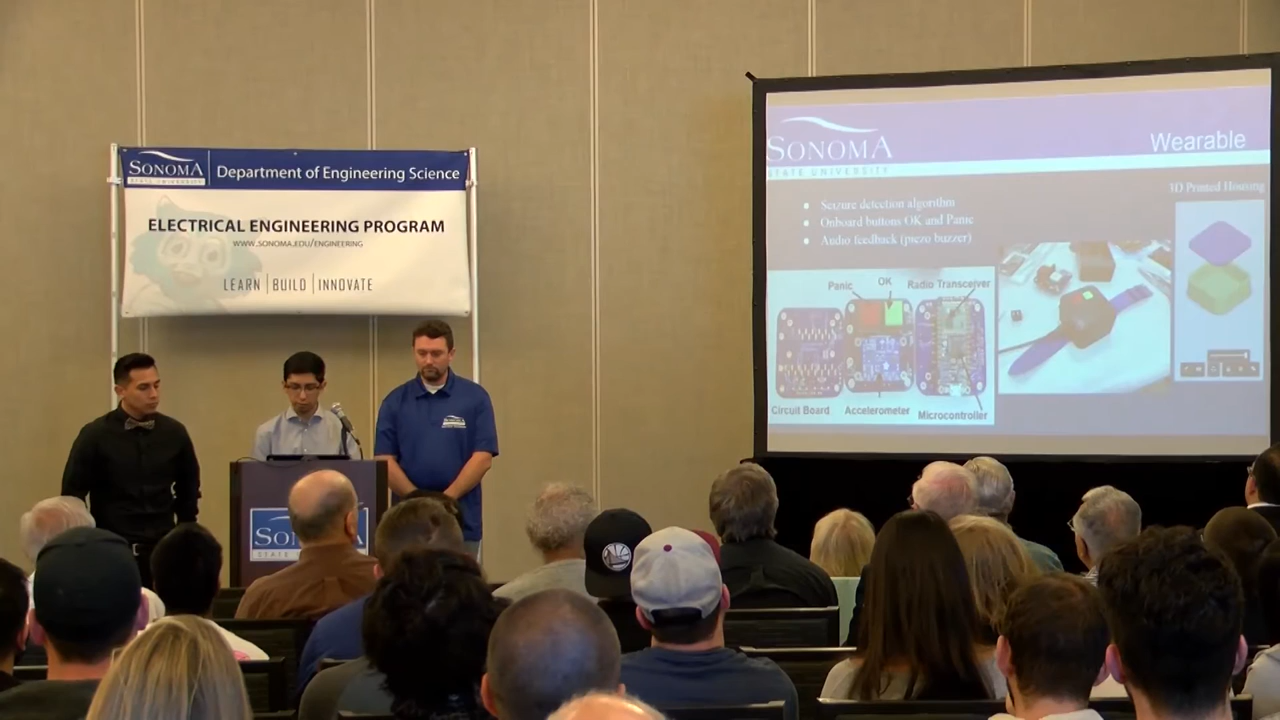 SONOMA
STATE UNIVERSITY
Department of Engineering Science
ELECTRICAL ENGINEERING PROGRAM
WWW.SONOMA.EDU/ENGINEERING
LEARN | BUILD | INNOVATE
SONOMA
STATE UNIVERSITY
Wearable
3D Printed Housing
• Seizure detection algorithm
• Onboard buttons OK and Panic
• Audio feedback (piezo buzzer)
Panic
OK
Radio Transceiver
Circuit Board
Accelerometer
Microcontroller